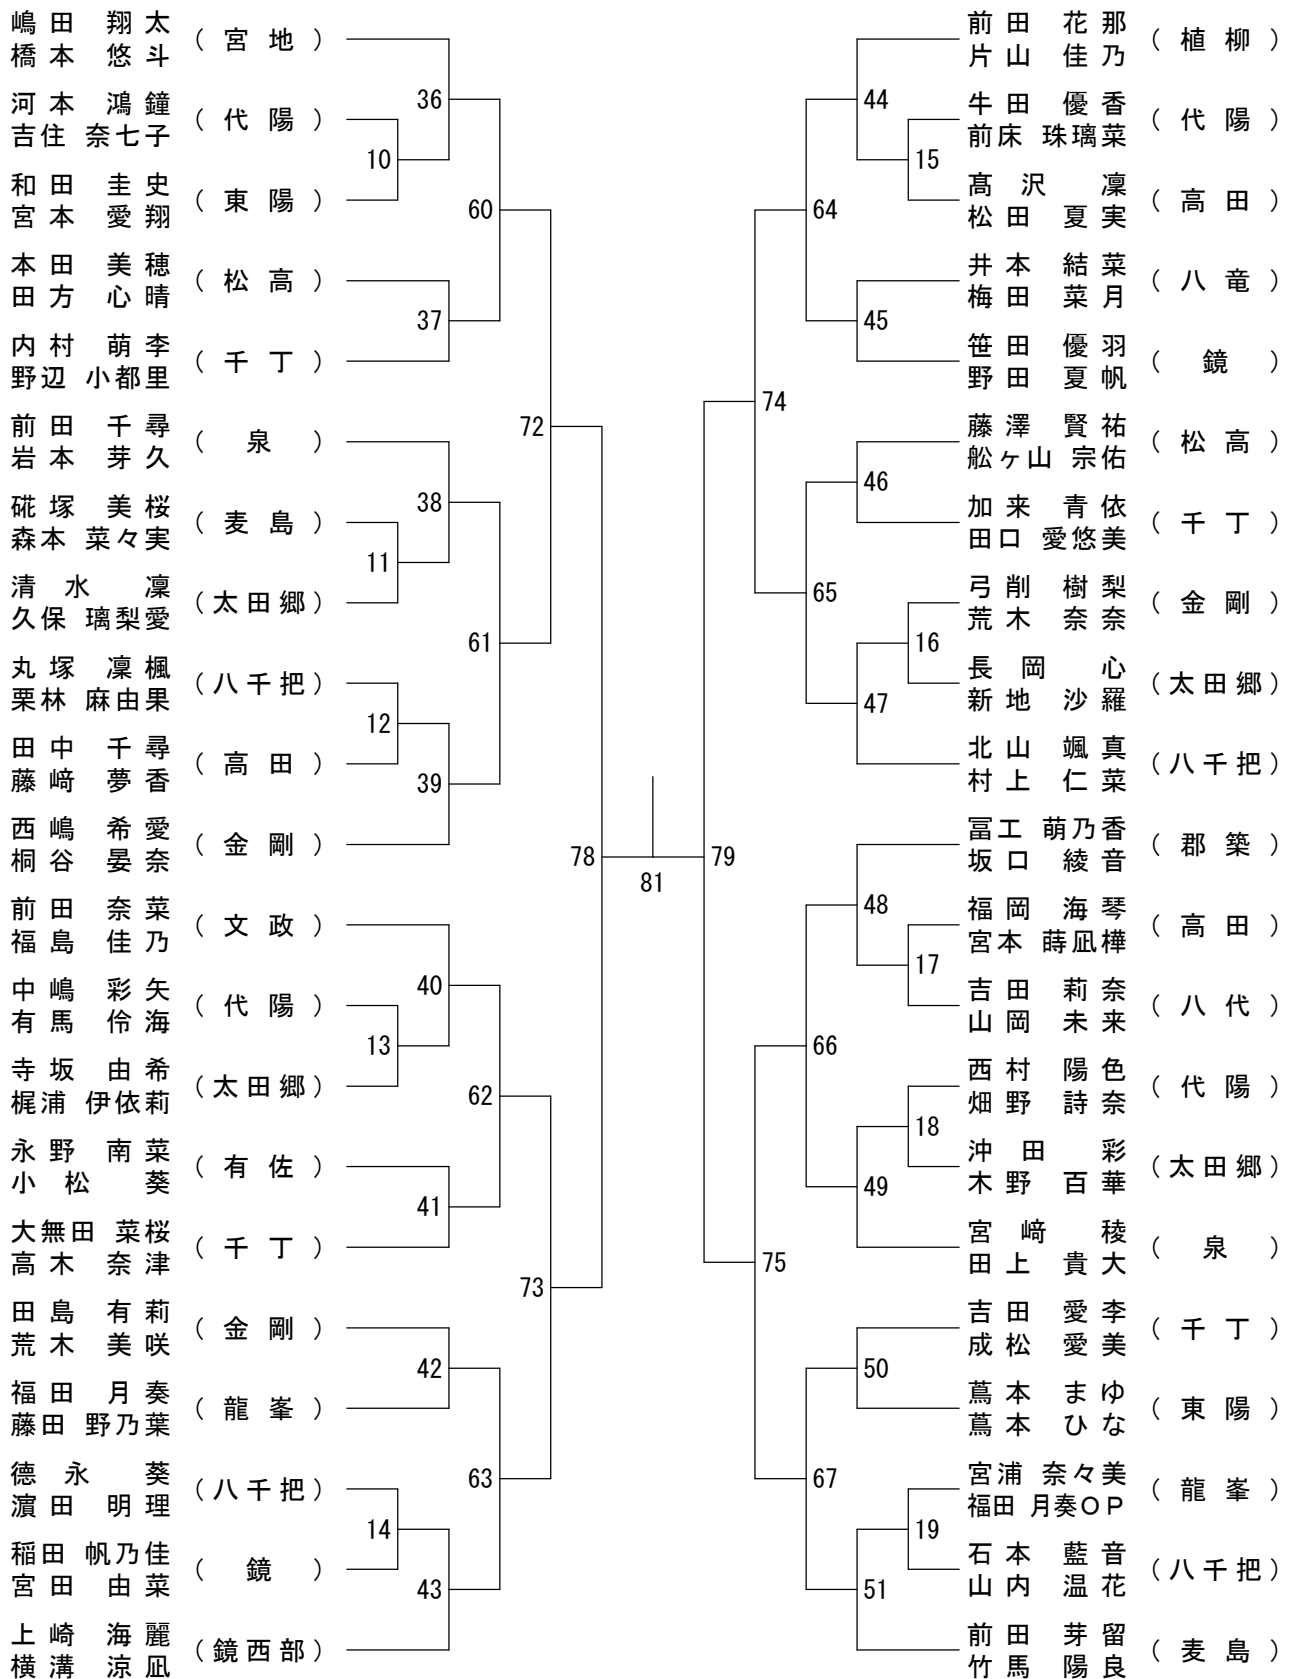 嶋田 翔太
橋本 悠斗
(宮地)
河本 鴻鐘
吉住 奈七子
(代陽)
和田 圭史
宮本 愛翔
(東陽)
本田 美穂
田方 心晴
(松高)
内村 萌李
野辺 小都里
(千丁)
前田 千尋
岩本 芽久
(泉)
硴塚 美桜
森本 菜々実
(麦島)
清水 凜
久保 璃梨愛
(太田郷)
丸塚 凜楓
栗林 麻由果
(八千把)
田中 千尋
藤﨑 夢香
(高田)
西嶋 希愛
桐谷 晏奈
(金剛)
前田 奈菜
福島 佳乃
(文政)
中嶋 彩矢
有馬 伶海
(代陽)
寺坂 由希
梶浦 伊依莉
(太田郷)
永野 南菜
小松 葵
(有佐)
大無田 菜桜
高木 奈津
(千丁)
田島 有莉
荒木 美咲
(金剛)
福田 月奏
藤田 野乃葉
(龍峯)
德永 葵
濵田 明理
(八千把)
稲田 帆乃佳
宮田 由菜
(鏡)
上崎 海麗
横溝 涼凪
(鏡西部)
36
10
60
37
72
38
11
61
12
39
78
40
13
62
41
73
42
63
14
43
81
79
44
15
64
45
74
46
65
16
47
48
17
66
18
49
75
50
67
19
51
前田 花那
片山 佳乃
(植柳)
牛田 優香
前床 珠璃菜
(代陽)
髙沢 凜
松田 夏実
(高田)
井本 結菜
梅田 菜月
(八竜)
笹田 優羽
野田 夏帆
(鏡)
藤澤 賢祐
舩ヶ山 宗佑
(松高)
加来 青依
田口 愛悠美
(千丁)
弓削 樹梨
荒木 奈奈
(金剛)
長岡 心
新地 沙羅
(太田郷)
北山 颯真
村上 仁菜
(八千把)
冨工 萌乃香
坂口 綾音
(郡築)
福岡 海琴
宮本 蒔凪樺
(高田)
吉田 莉奈
山岡 未来
(八代)
西村 陽色
畑野 詩奈
(代陽)
沖田 彩
木野 百華
(太田郷)
宮﨑 稜
田上 貴大
(泉)
吉田 愛李
成松 愛美
(千丁)
蔦本 まゆ
蔦本 ひな
(東陽)
宮浦 奈々美
福田 月奏OP
(龍峯)
石本 藍音
山内 温花
(八千把)
前田 芽留
竹馬 陽良
(麦島)